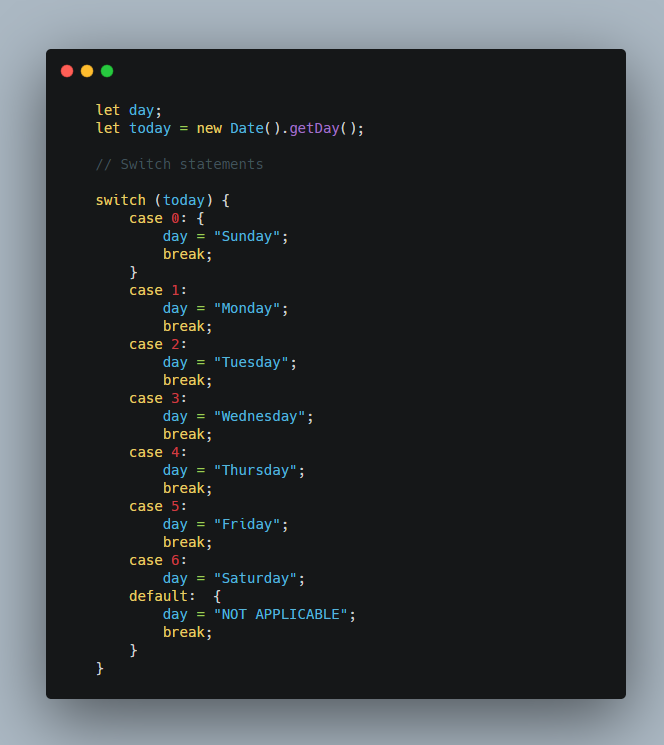 let day;
let today = new Date().getDay();
// Switch statements
switch (today) {
case 0: {
day = "Sunday";
break;
}
case 1:
day = "Monday";
break;
case 2:
day = "Tuesday";
break;
case 3:
day = "Wednesday";
break;
case 4:
day = "Thursday";
break;
case 5:
day = "Friday";
break;
case 6:
day = "Saturday";
default:  {
day = "NOT APPLICABLE";
break;
}
}